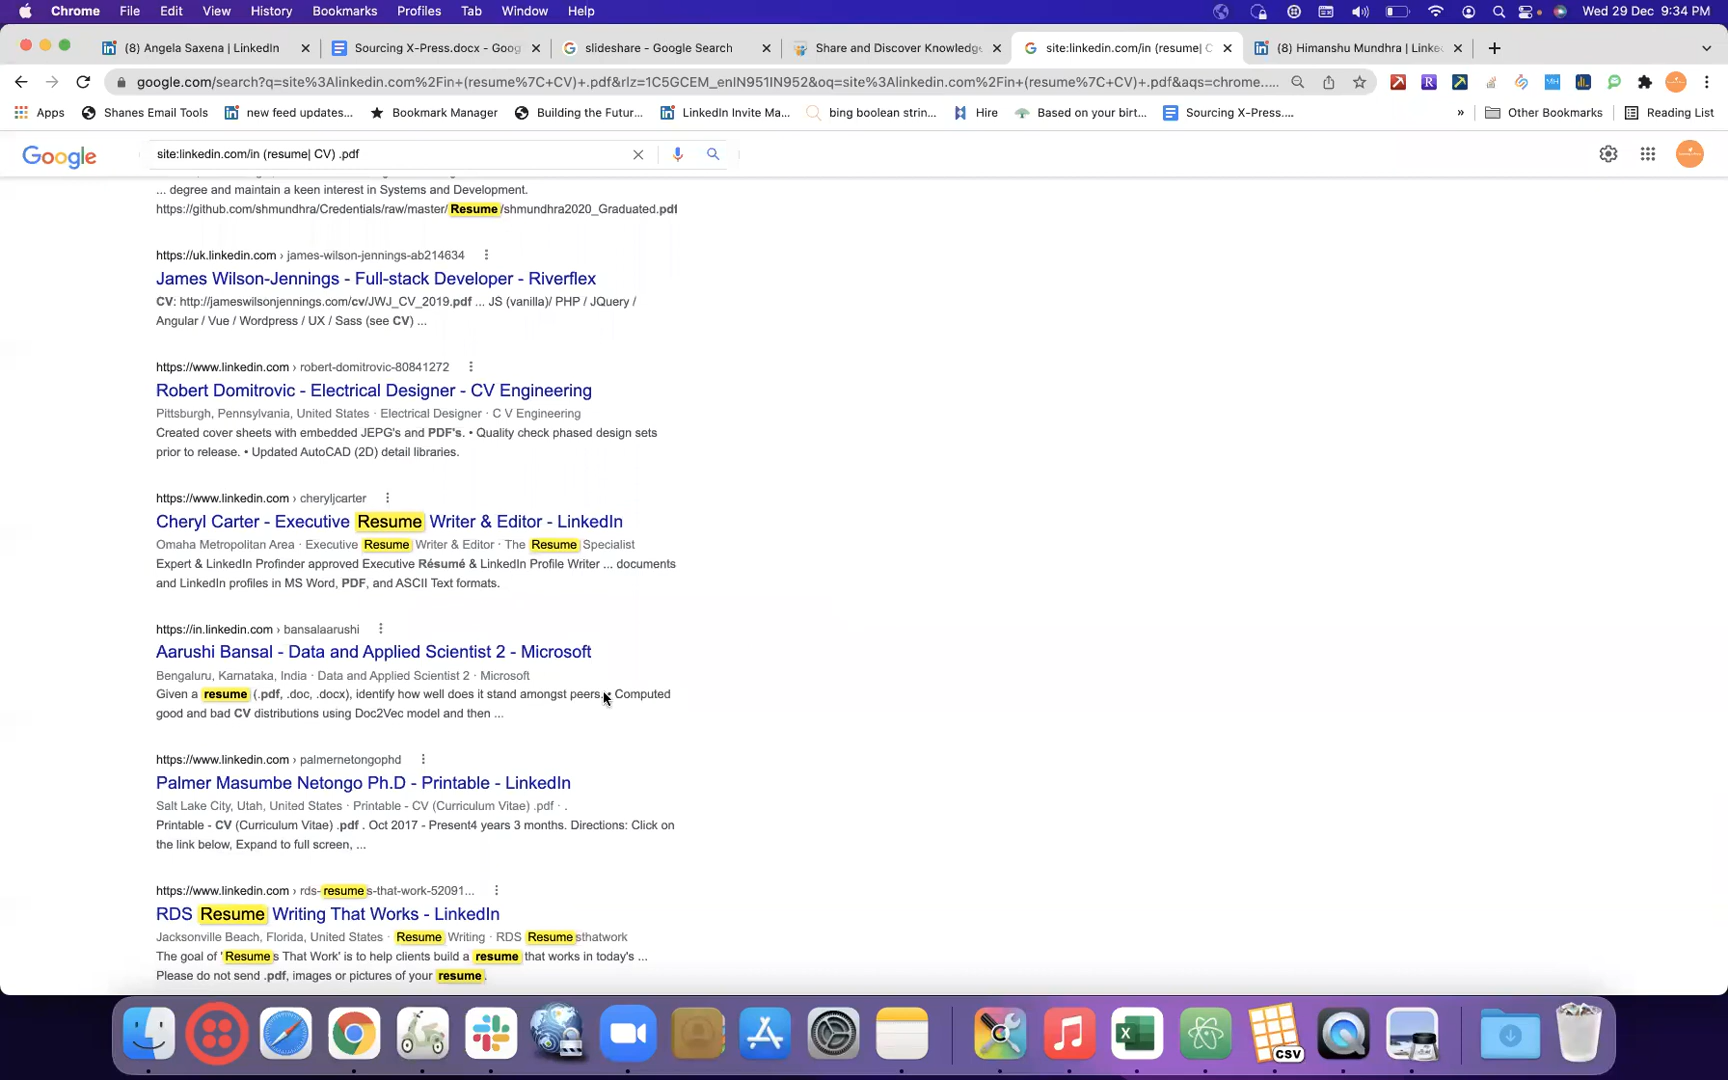 Chrome File Edit View History Bookmarks Profiles Tab Window Help Wed 29 Dec 9:34 PM
(8) Angela Saxena | LinkedIn Sourcing X-Press.docx - Goog slideshare - Google Search Share and Discover Knowledge site:linkedin.com/in (resume| C (8) Himanshu Mundhra | Linke
google.com/search?q=site%3Alinkedin.com%2Fin+(resume%7C+CV)+.pdf&rlz=1C5GCEM_enIN951IN952&oq=site%3Alinkedin.com%2Fin+(resume%7C+CV)+.pdf&aqs=chrome.....
Apps Shanes Email Tools new feed updates... Bookmark Manager Building the Futur... LinkedIn Invite Ma... bing boolean strin... Hire Based on your birt... Sourcing X-Press.... » Other Bookmarks Reading List
Google site:linkedin.com/in (resume| CV) .pdf
... degree and maintain a keen interest in Systems and Development.
https://github.com/shmundhra/Credentials/raw/master/Resume/shmundhra2020_Graduated.pdf
https://uk.linkedin.com › james-wilson-jennings-ab214634
James Wilson-Jennings - Full-stack Developer - Riverflex
CV: http://jameswilsonjennings.com/cv/JWJ_CV_2019.pdf ... JS (vanilla)/ PHP / JQuery /
Angular / Vue / Wordpress / UX / Sass (see CV) ...
https://www.linkedin.com › robert-domitrovic-80841272
Robert Domitrovic - Electrical Designer - CV Engineering
Pittsburgh, Pennsylvania, United States · Electrical Designer · C V Engineering
Created cover sheets with embedded JEPG's and PDF's. • Quality check phased design sets
prior to release. • Updated AutoCAD (2D) detail libraries.
https://www.linkedin.com › cheryljcarter
Cheryl Carter - Executive Resume Writer & Editor - LinkedIn
Omaha Metropolitan Area · Executive Resume Writer & Editor · The Resume Specialist
Expert & LinkedIn Profinder approved Executive Résumé & LinkedIn Profile Writer ... documents
and LinkedIn profiles in MS Word, PDF, and ASCII Text formats.
https://in.linkedin.com › bansalaarushi
Aarushi Bansal - Data and Applied Scientist 2 - Microsoft
Bengaluru, Karnataka, India · Data and Applied Scientist 2 · Microsoft
Given a resume (.pdf, .doc, .docx), identify how well does it stand amongst peers. • Computed
good and bad CV distributions using Doc2Vec model and then ...
https://www.linkedin.com › palmernetongophd
Palmer Masumbe Netongo Ph.D - Printable - LinkedIn
Salt Lake City, Utah, United States · Printable - CV (Curriculum Vitae) .pdf · .
Printable - CV (Curriculum Vitae) .pdf . Oct 2017 - Present4 years 3 months. Directions: Click on
the link below, Expand to full screen, ...
https://www.linkedin.com › rds-resumes-that-work-52091...
RDS Resume Writing That Works - LinkedIn
Jacksonville Beach, Florida, United States · Resume Writing · RDS Resumesthatwork
The goal of 'Resumes That Work' is to help clients build a resume that works in today's ...
Please do not send .pdf, images or pictures of your resume.
CSV